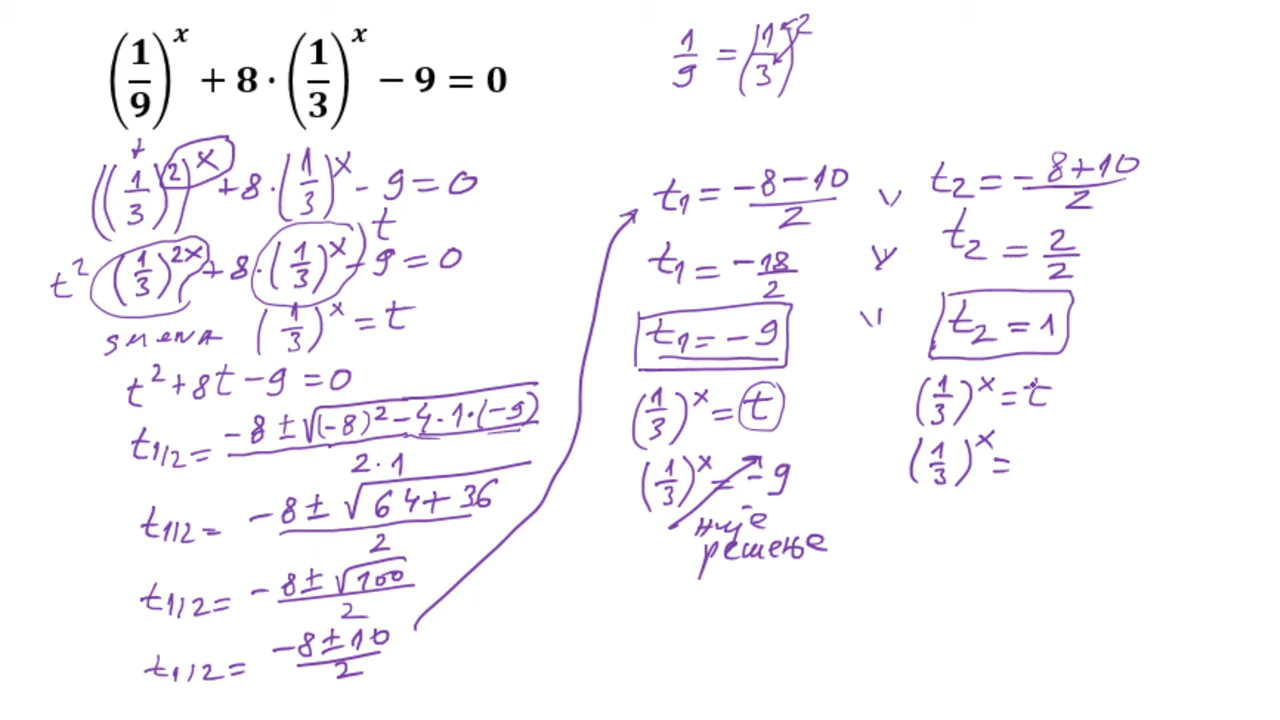 (1/9)^x + 8 · (1/3)^x − 9 = 0
1/9 = (1/3)^2
((1/3)^2)^x + 8 · (1/3)^x − 9 = 0
t
t² (1/3)^2x + 8 · (1/3)^x − 9 = 0
smena (1/3)^x = t
t² + 8t − 9 = 0
t1/2 = −8 ± √(−8)² − 4 · 1 · (−9) / 2 · 1
t1/2 = −8 ± √64 + 36 / 2
t1/2 = −8 ± √100 / 2
t1/2 = −8 ± 10 / 2
t1 = −8 − 10 / 2 ∨ t2 = −8 + 10 / 2
t1 = −18 / 2 ∨ t2 = 2 / 2
t1 = −9 ∨ t2 = 1
(1/3)^x = t
(1/3)^x = −9
није
решење
(1/3)^x = t
(1/3)^x =